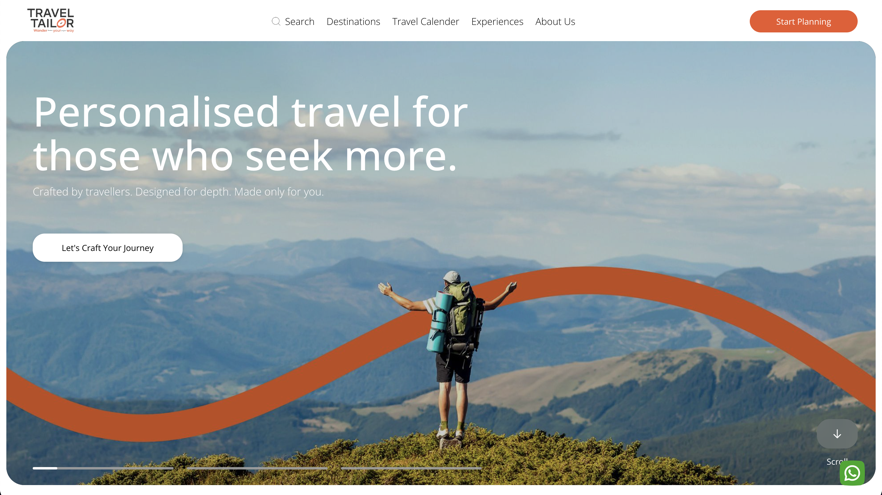 TRAVEL
TAILOR
Search
Destinations
Travel Calender
Experiences
About Us
Start Planning
Personalised travel for
those who seek more.
Crafted by travellers. Designed for depth. Made only for you.
Let's Craft Your Journey
Scroll